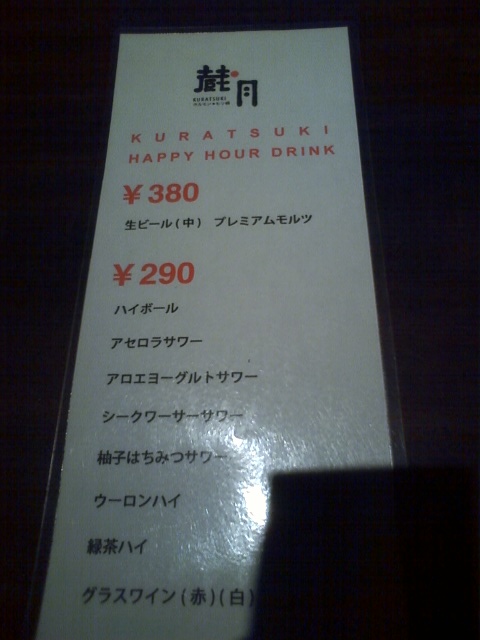 蔵月
KURATSUKI
KURATSUKI
HAPPY HOUR DRINK
¥380
生ビール(中) プレミアムモルツ
¥290
ハイボール
アセロラサワー
アロエヨーグルトサワー
シークワーサーサワー
柚子はちみつサワー
ウーロンハイ
緑茶ハイ
グラスワイン(赤)(白)